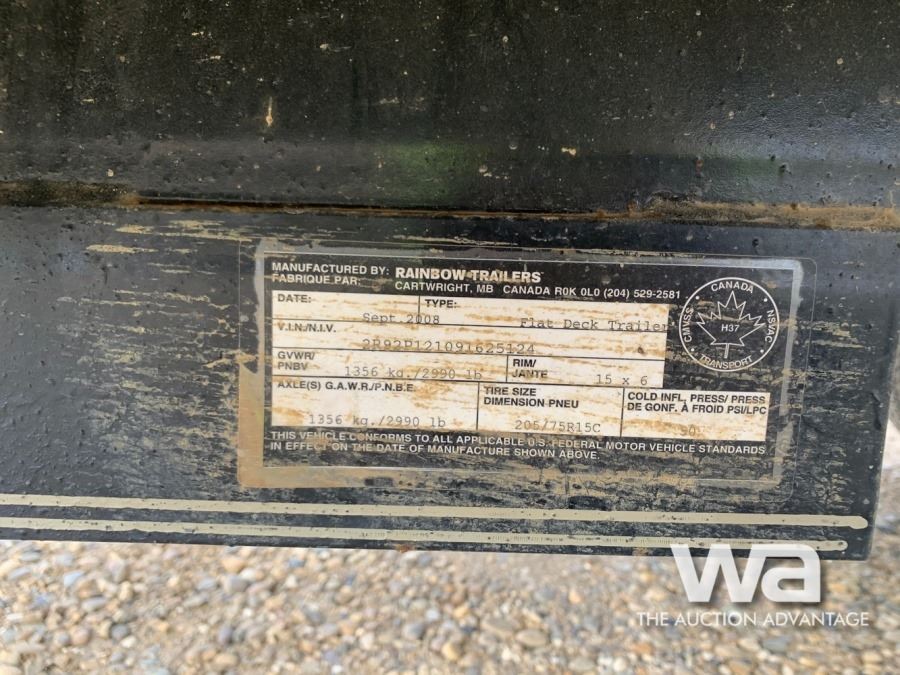 MANUFACTURED BY: RAINBOW TRAILERS
FABRIQUE PAR: CARTWRIGHT, MB CANADA R0K 0L0 (204) 529-2581
DATE: TYPE:
Sept 2008 Flat Deck Trailer
V.I.N./N.I.V.
2R92P121091625124
GVWR/
PNBV 1356 kg./2990 lb
RIM/
JANTE 15 x 6
AXLE(S) G.A.W.R./P.N.B.E.
1356 kg./2990 lb
TIRE SIZE
DIMENSION PNEU
205/75R15C
COLD INFL. PRESS/ PRESS
DE GONF. À FROID PSI/LPC
90
THIS VEHICLE CONFORMS TO ALL APPLICABLE U.S. FEDERAL MOTOR VEHICLE STANDARDS
IN EFFECT ON THE DATE OF MANUFACTURE SHOWN ABOVE.
CANADA
CMVSS
H37
NSVAC
TRANSPORT
wa
THE AUCTION ADVANTAGE